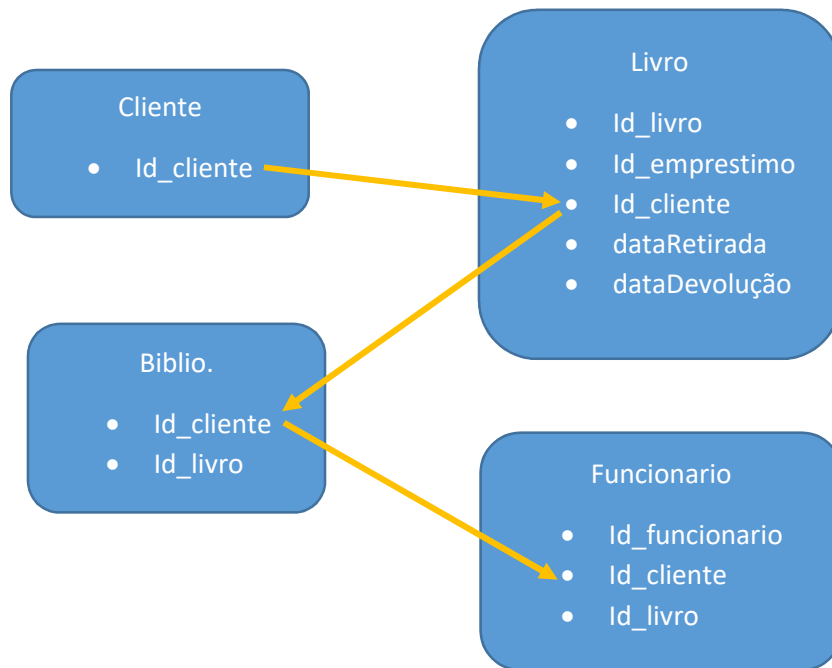 Cliente
• Id_cliente
Livro
• Id_livro
• Id_emprestimo
• Id_cliente
• dataRetirada
• dataDevolução
Biblio.
• Id_cliente
• Id_livro
Funcionario
• Id_funcionario
• Id_cliente
• Id_livro